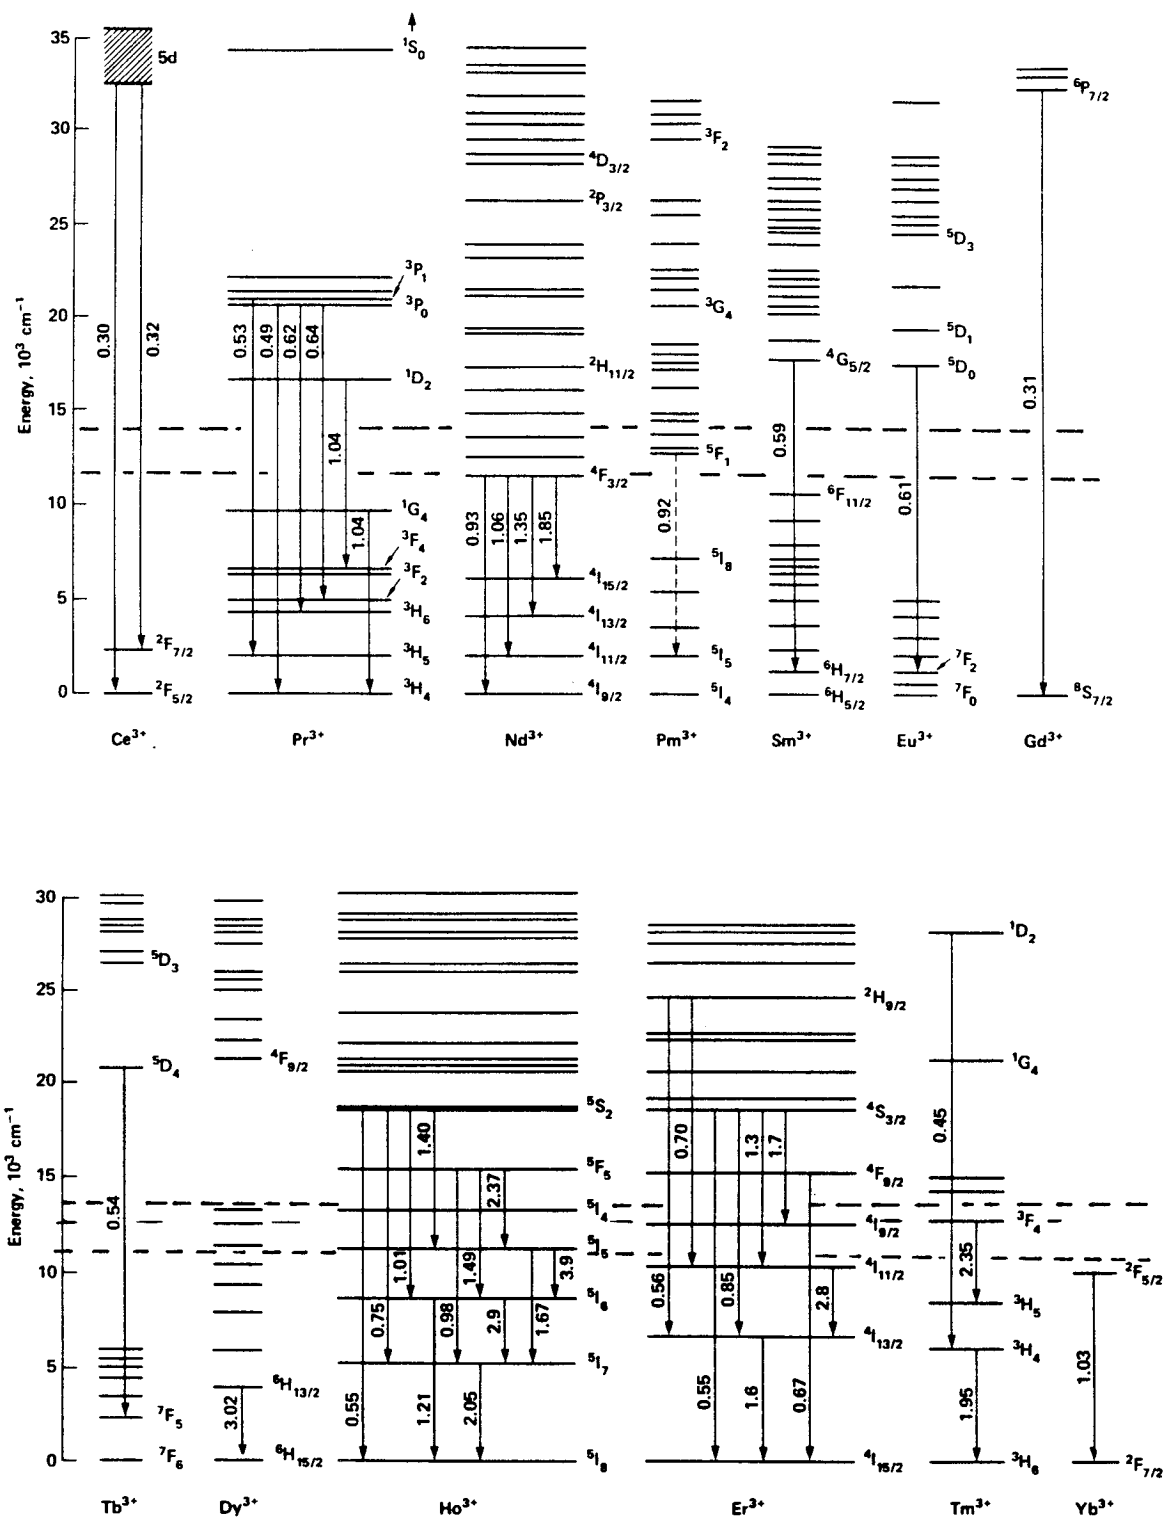 35
30
25
20
15
10
5
0
Energy, 10³ cm⁻¹
5d
0.30
0.32
²F₇/₂
²F₅/₂
Ce³⁺
¹S₀
³P₁
³P₀
0.53
0.49
0.62
0.64
¹D₂
1.04
¹G₄
1.04
³F₄
³F₂
³H₆
³H₅
³H₄
Pr³⁺
⁴D₃/₂
²P₃/₂
²H₁₁/₂
⁴F₃/₂
0.93
1.06
1.35
1.85
⁴I₁₅/₂
⁴I₁₃/₂
⁴I₁₁/₂
⁴I₉/₂
Nd³⁺
³F₂
³G₄
⁵F₁
0.92
⁵I₈
⁵I₅
⁵I₄
Pm³⁺
⁴G₅/₂
0.59
⁶F₁₁/₂
⁶H₇/₂
⁶H₅/₂
Sm³⁺
⁵D₃
⁵D₁
⁵D₀
0.61
⁷F₂
⁷F₀
Eu³⁺
⁶P₇/₂
0.31
⁸S₇/₂
Gd³⁺
30
25
20
15
10
5
0
Energy, 10³ cm⁻¹
⁵D₃
⁵D₄
0.54
⁷F₅
⁷F₆
Tb³⁺
⁴F₉/₂
⁶H₁₃/₂
3.02
⁶H₁₅/₂
Dy³⁺
⁵S₂
1.40
⁵F₅
2.37
⁵I₄
⁵I₅
1.01
1.49
3.9
⁵I₆
0.75
0.98
2.9
1.67
⁵I₇
0.55
1.21
2.05
⁵I₈
Ho³⁺
²H₉/₂
⁴S₃/₂
0.70
1.3
1.7
⁴F₉/₂
⁴I₉/₂
⁴I₁₁/₂
0.56
0.85
2.8
⁴I₁₃/₂
0.55
1.6
0.67
⁴I₁₅/₂
Er³⁺
¹D₂
¹G₄
0.45
³F₄
2.35
³H₅
³H₄
1.95
³H₆
Tm³⁺
²F₅/₂
1.03
²F₇/₂
Yb³⁺